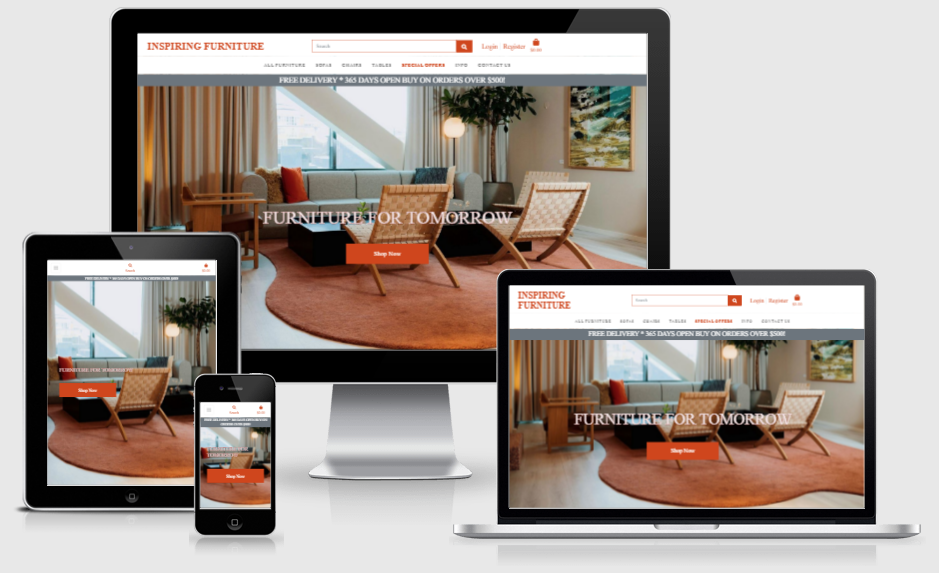 INSPIRING FURNITURE
Search
Login Register
$0.00
ALL FURNITURE SOFAS CHAIRS TABLES SPECIAL OFFERS INFO CONTACT US
FREE DELIVERY * 365 DAYS OPEN BUY ON ORDERS OVER $500!
FURNITURE FOR TOMORROW
Shop Now
Search
$0.00
FREE DELIVERY * 365 DAYS OPEN BUY ON ORDERS OVER $500!
FURNITURE FOR TOMORROW
Shop Now
Search
$0.00
FREE DELIVERY * 365 DAYS OPEN BUY ON
ORDERS OVER $500!
FURNITURE FOR
TOMORROW
Shop Now
INSPIRING
FURNITURE
Search
Login Register
$0.00
ALL FURNITURE SOFAS CHAIRS TABLES SPECIAL OFFERS INFO CONTACT US
FREE DELIVERY * 365 DAYS OPEN BUY ON ORDERS OVER $500!
FURNITURE FOR TOMORROW
Shop Now